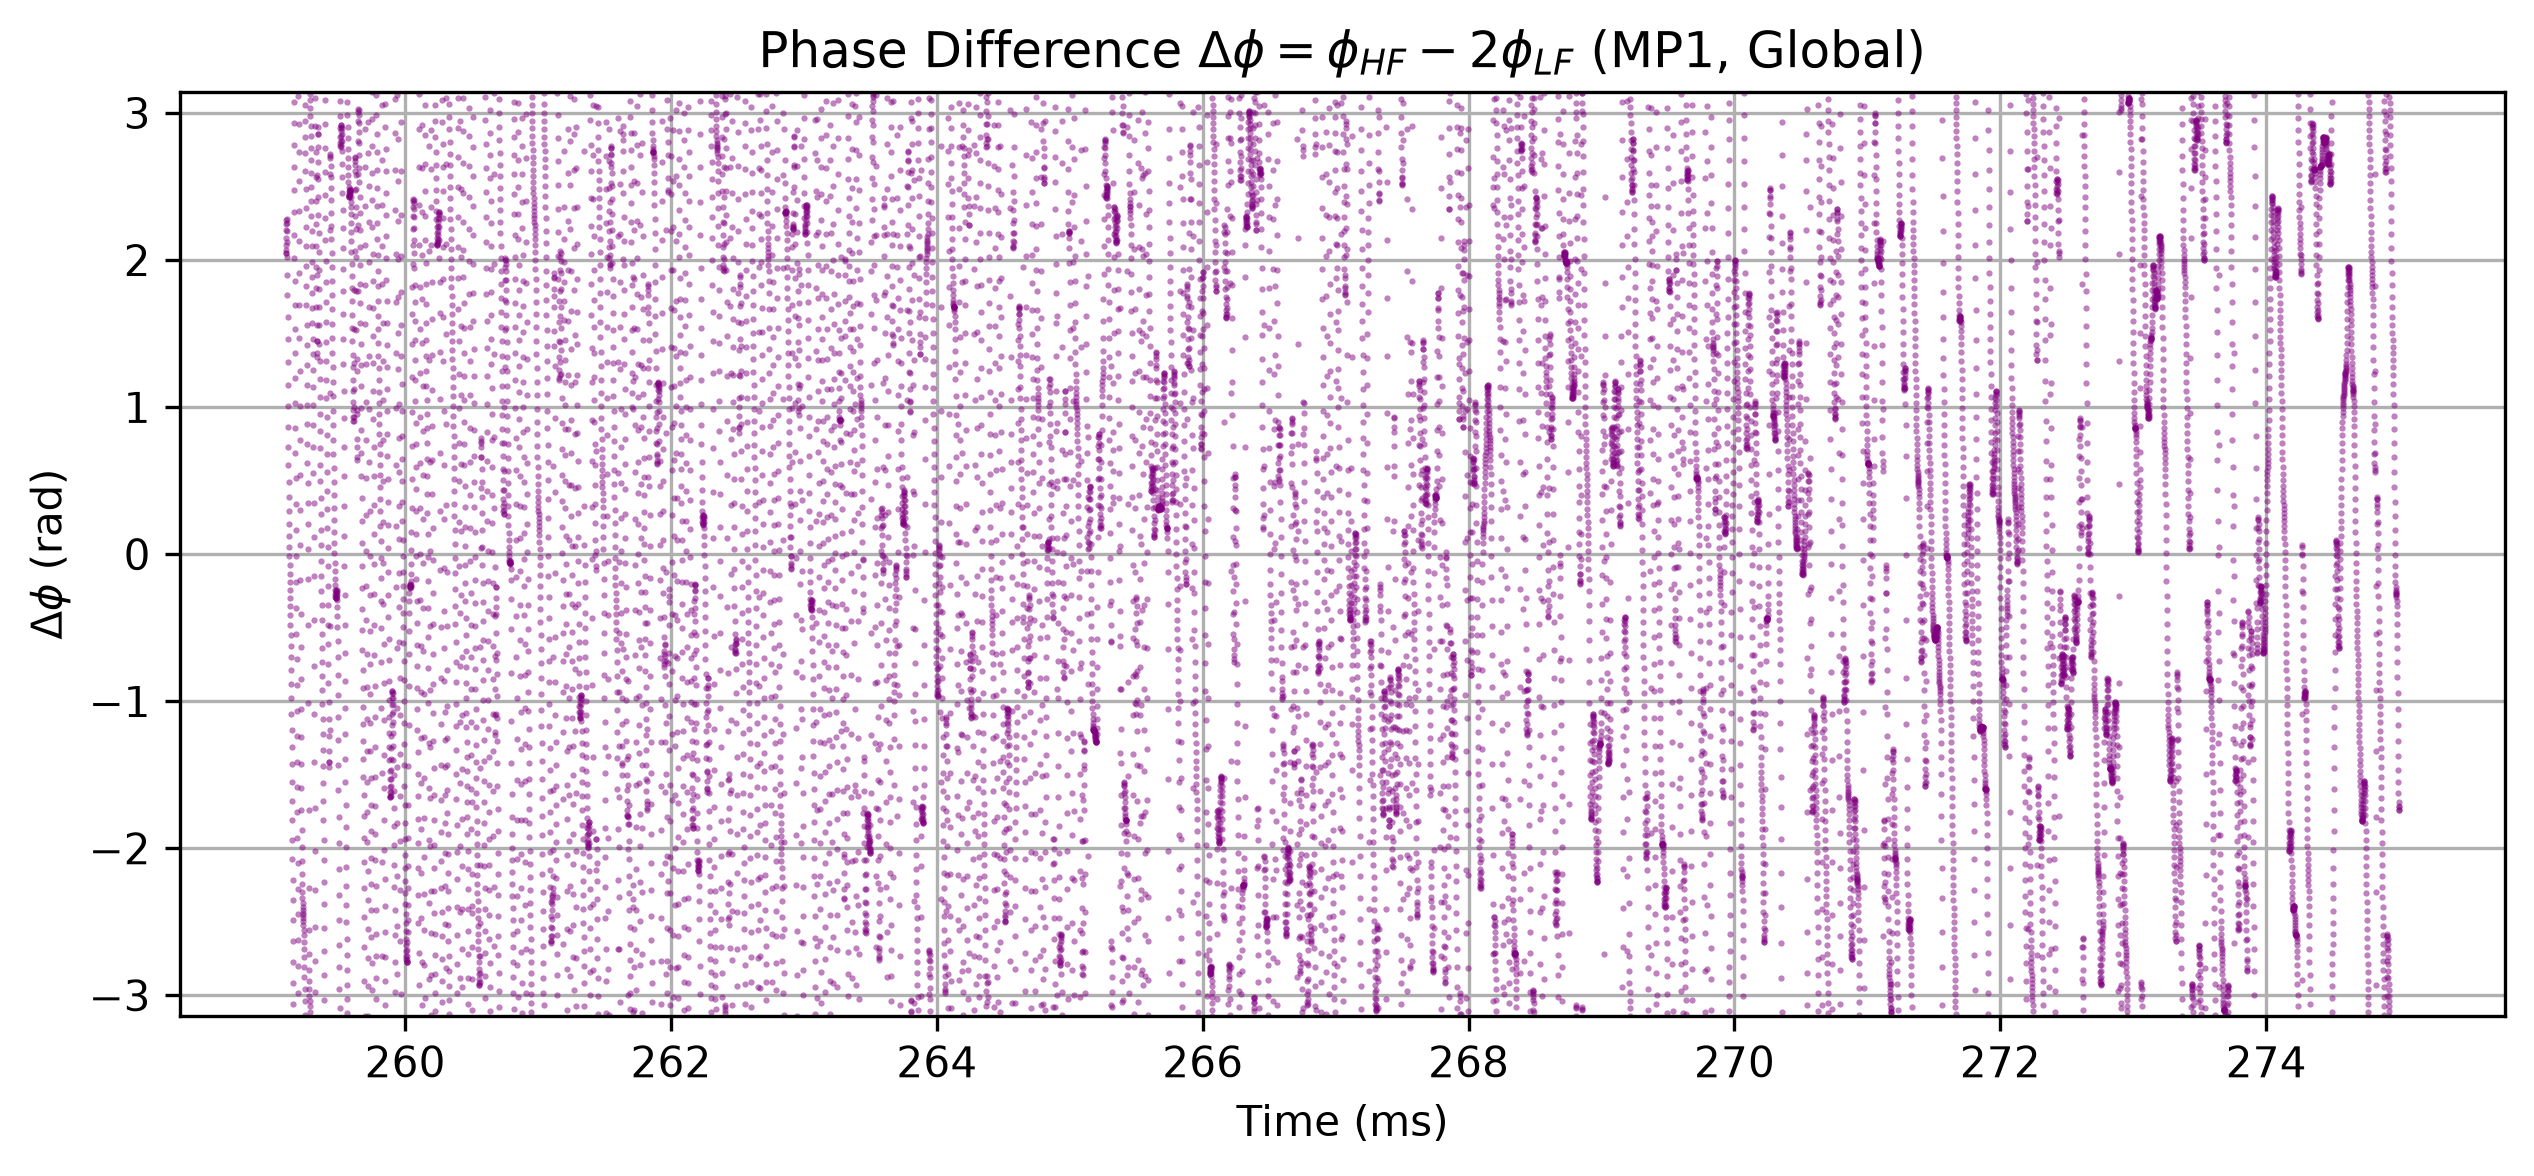 Phase Difference Δϕ = ϕ_HF − 2ϕ_LF (MP1, Global)
Δϕ (rad)
3
2
1
0
−1
−2
−3
260 262 264 266 268 270 272 274
Time (ms)